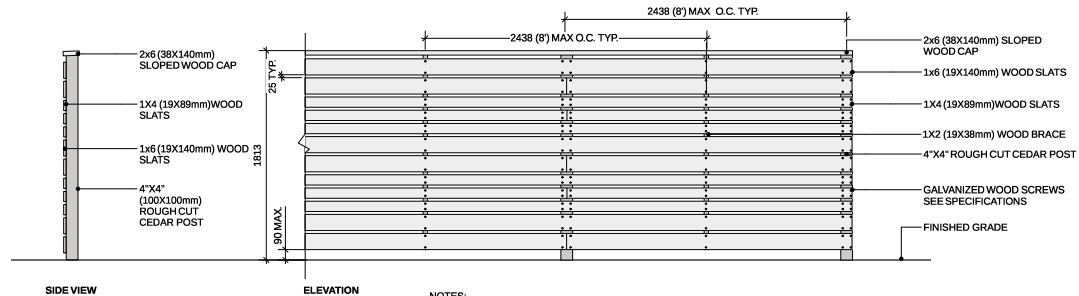 2438 (8') MAX O.C. TYP.
2438 (8') MAX O.C. TYP.
2x6 (38X140mm)
SLOPED WOOD CAP
1X4 (19X89mm)WOOD
SLATS
1x6 (19X140mm) WOOD
SLATS
4"X4"
(100X100mm)
ROUGH CUT
CEDAR POST
25 TYP.
1813
90 MAX.
2x6 (38X140mm) SLOPED
WOOD CAP
1x6 (19X140mm) WOOD SLATS
1X4 (19X89mm)WOOD SLATS
1X2 (19X38mm) WOOD BRACE
4"X4" ROUGH CUT CEDAR POST
GALVANIZED WOOD SCREWS
SEE SPECIFICATIONS
FINISHED GRADE
SIDE VIEW
ELEVATION
NOTES: